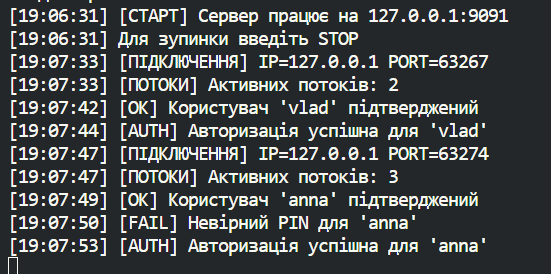 [19:06:31] [СТАРТ] Сервер працює на 127.0.0.1:9091
[19:06:31] Для зупинки введіть STOP
[19:07:33] [ПІДКЛЮЧЕННЯ] IP=127.0.0.1 PORT=63267
[19:07:33] [ПОТОКИ] Активних потоків: 2
[19:07:42] [OK] Користувач 'vlad' підтверджений
[19:07:44] [AUTH] Авторизація успішна для 'vlad'
[19:07:47] [ПІДКЛЮЧЕННЯ] IP=127.0.0.1 PORT=63274
[19:07:47] [ПОТОКИ] Активних потоків: 3
[19:07:49] [OK] Користувач 'anna' підтверджений
[19:07:50] [FAIL] Невірний PIN для 'anna'
[19:07:53] [AUTH] Авторизація успішна для 'anna'